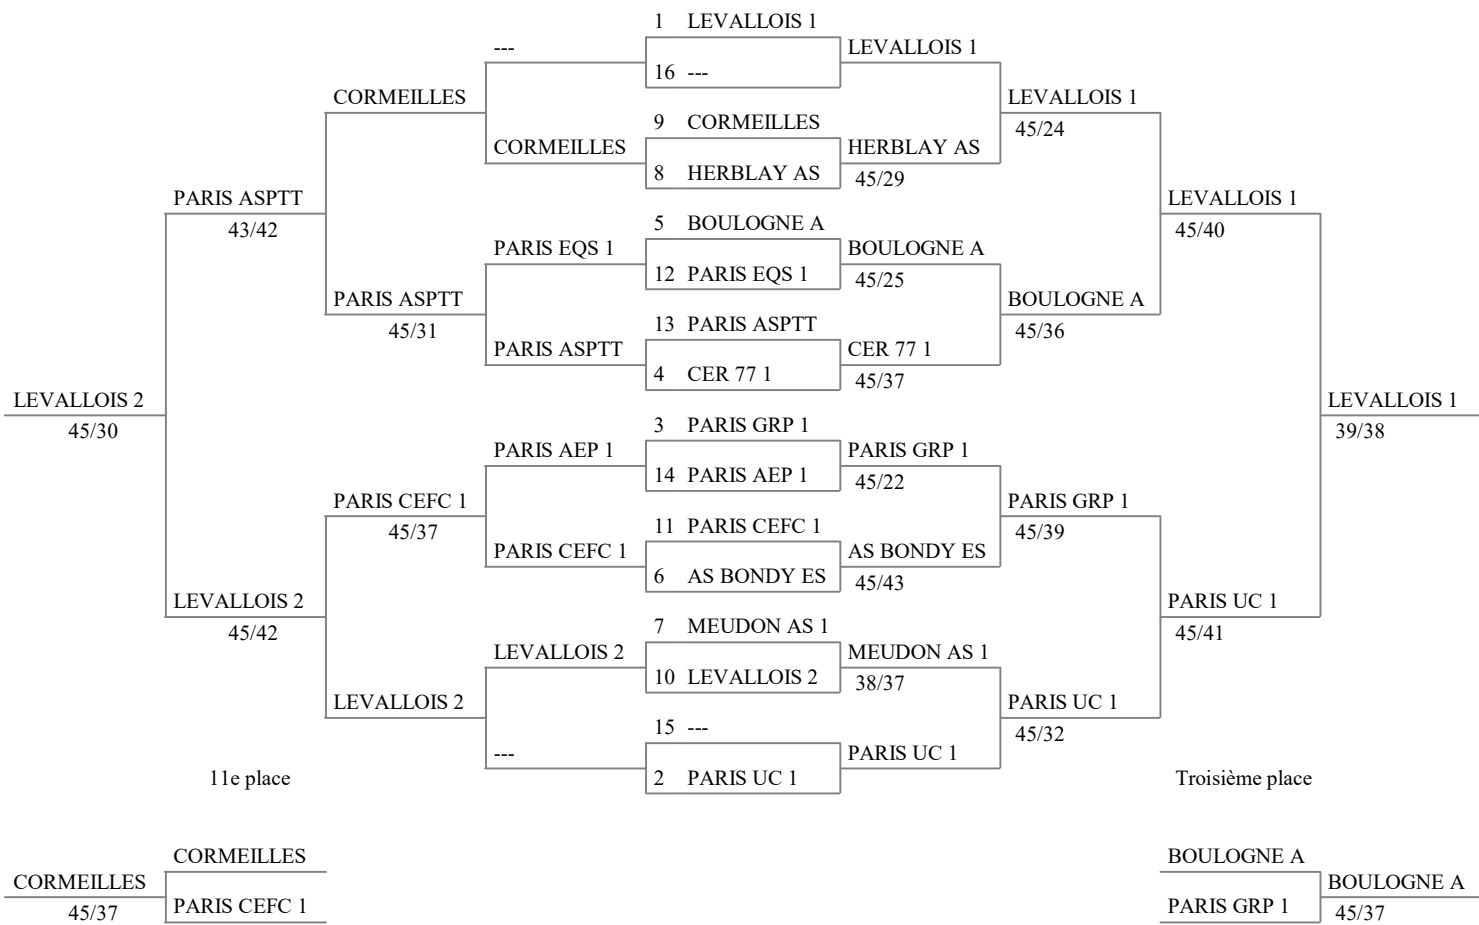 1 LEVALLOIS 1
--- LEVALLOIS 1
16 ---
CORMEILLES LEVALLOIS 1
9 CORMEILLES 45/24
CORMEILLES HERBLAY AS
8 HERBLAY AS 45/29
PARIS ASPTT LEVALLOIS 1
43/42 5 BOULOGNE A 45/40
PARIS EQS 1 BOULOGNE A
12 PARIS EQS 1 45/25
PARIS ASPTT BOULOGNE A
45/31 13 PARIS ASPTT 45/36
PARIS ASPTT CER 77 1
4 CER 77 1 45/37
LEVALLOIS 2 LEVALLOIS 1
45/30 3 PARIS GRP 1 39/38
PARIS AEP 1 PARIS GRP 1
14 PARIS AEP 1 45/22
PARIS CEFC 1 PARIS GRP 1
45/37 11 PARIS CEFC 1 45/39
PARIS CEFC 1 AS BONDY ES
6 AS BONDY ES 45/43
LEVALLOIS 2 PARIS UC 1
45/42 7 MEUDON AS 1 45/41
LEVALLOIS 2 MEUDON AS 1
10 LEVALLOIS 2 38/37
LEVALLOIS 2 PARIS UC 1
15 --- 45/32
--- PARIS UC 1
11e place 2 PARIS UC 1 Troisième place
CORMEILLES BOULOGNE A
CORMEILLES BOULOGNE A
45/37 PARIS CEFC 1 PARIS GRP 1 45/37